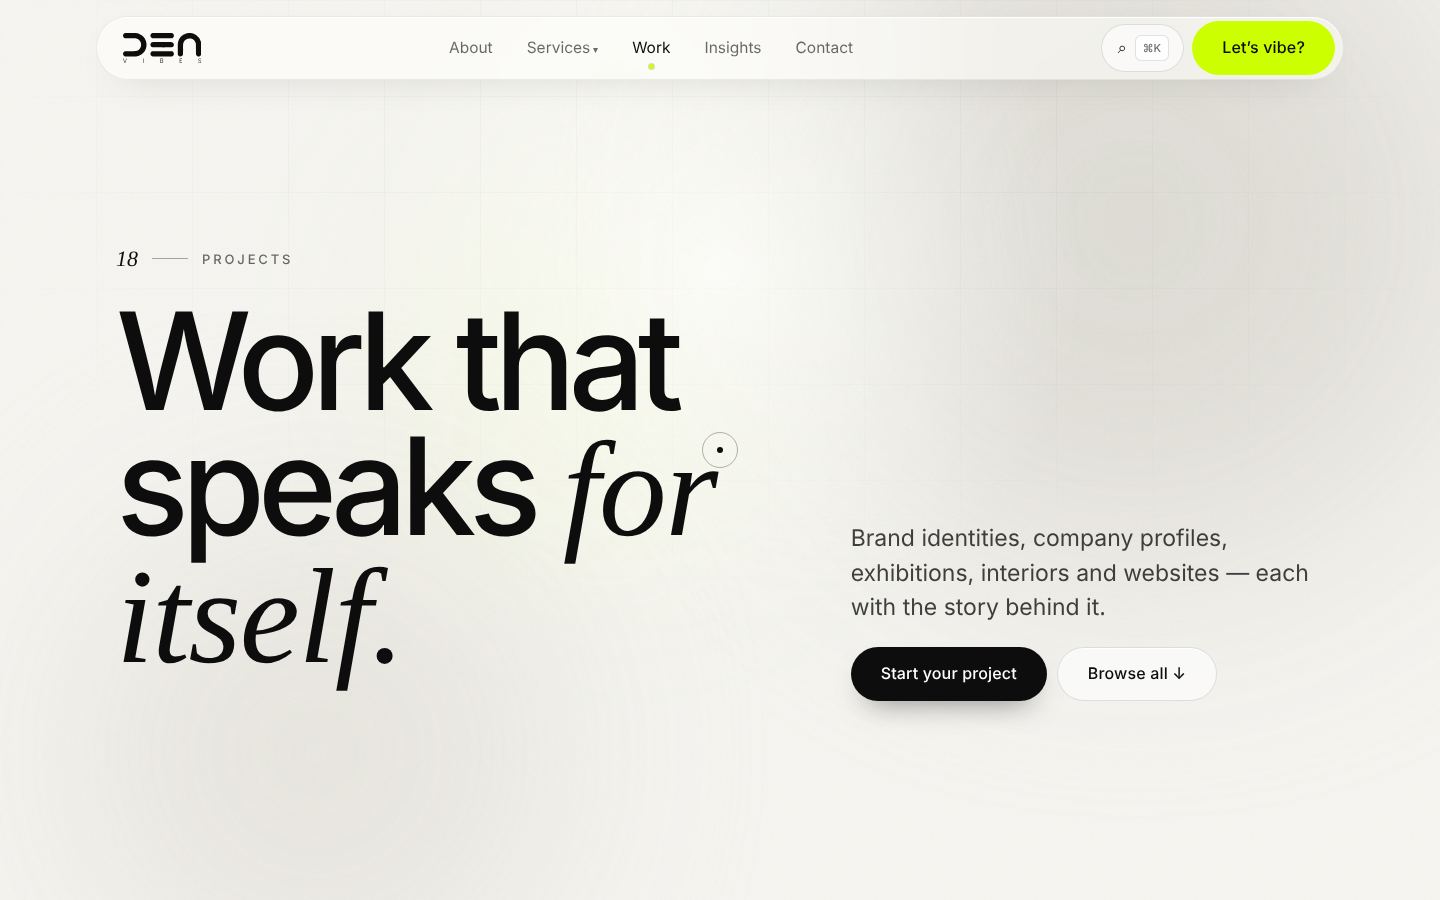 DEN
VIBES
About
Services ▾
Work
Insights
Contact
⌘K
Let’s vibe?
18
PROJECTS
Work that
speaks for
itself.
Brand identities, company profiles,
exhibitions, interiors and websites — each
with the story behind it.
Start your project
Browse all ↓